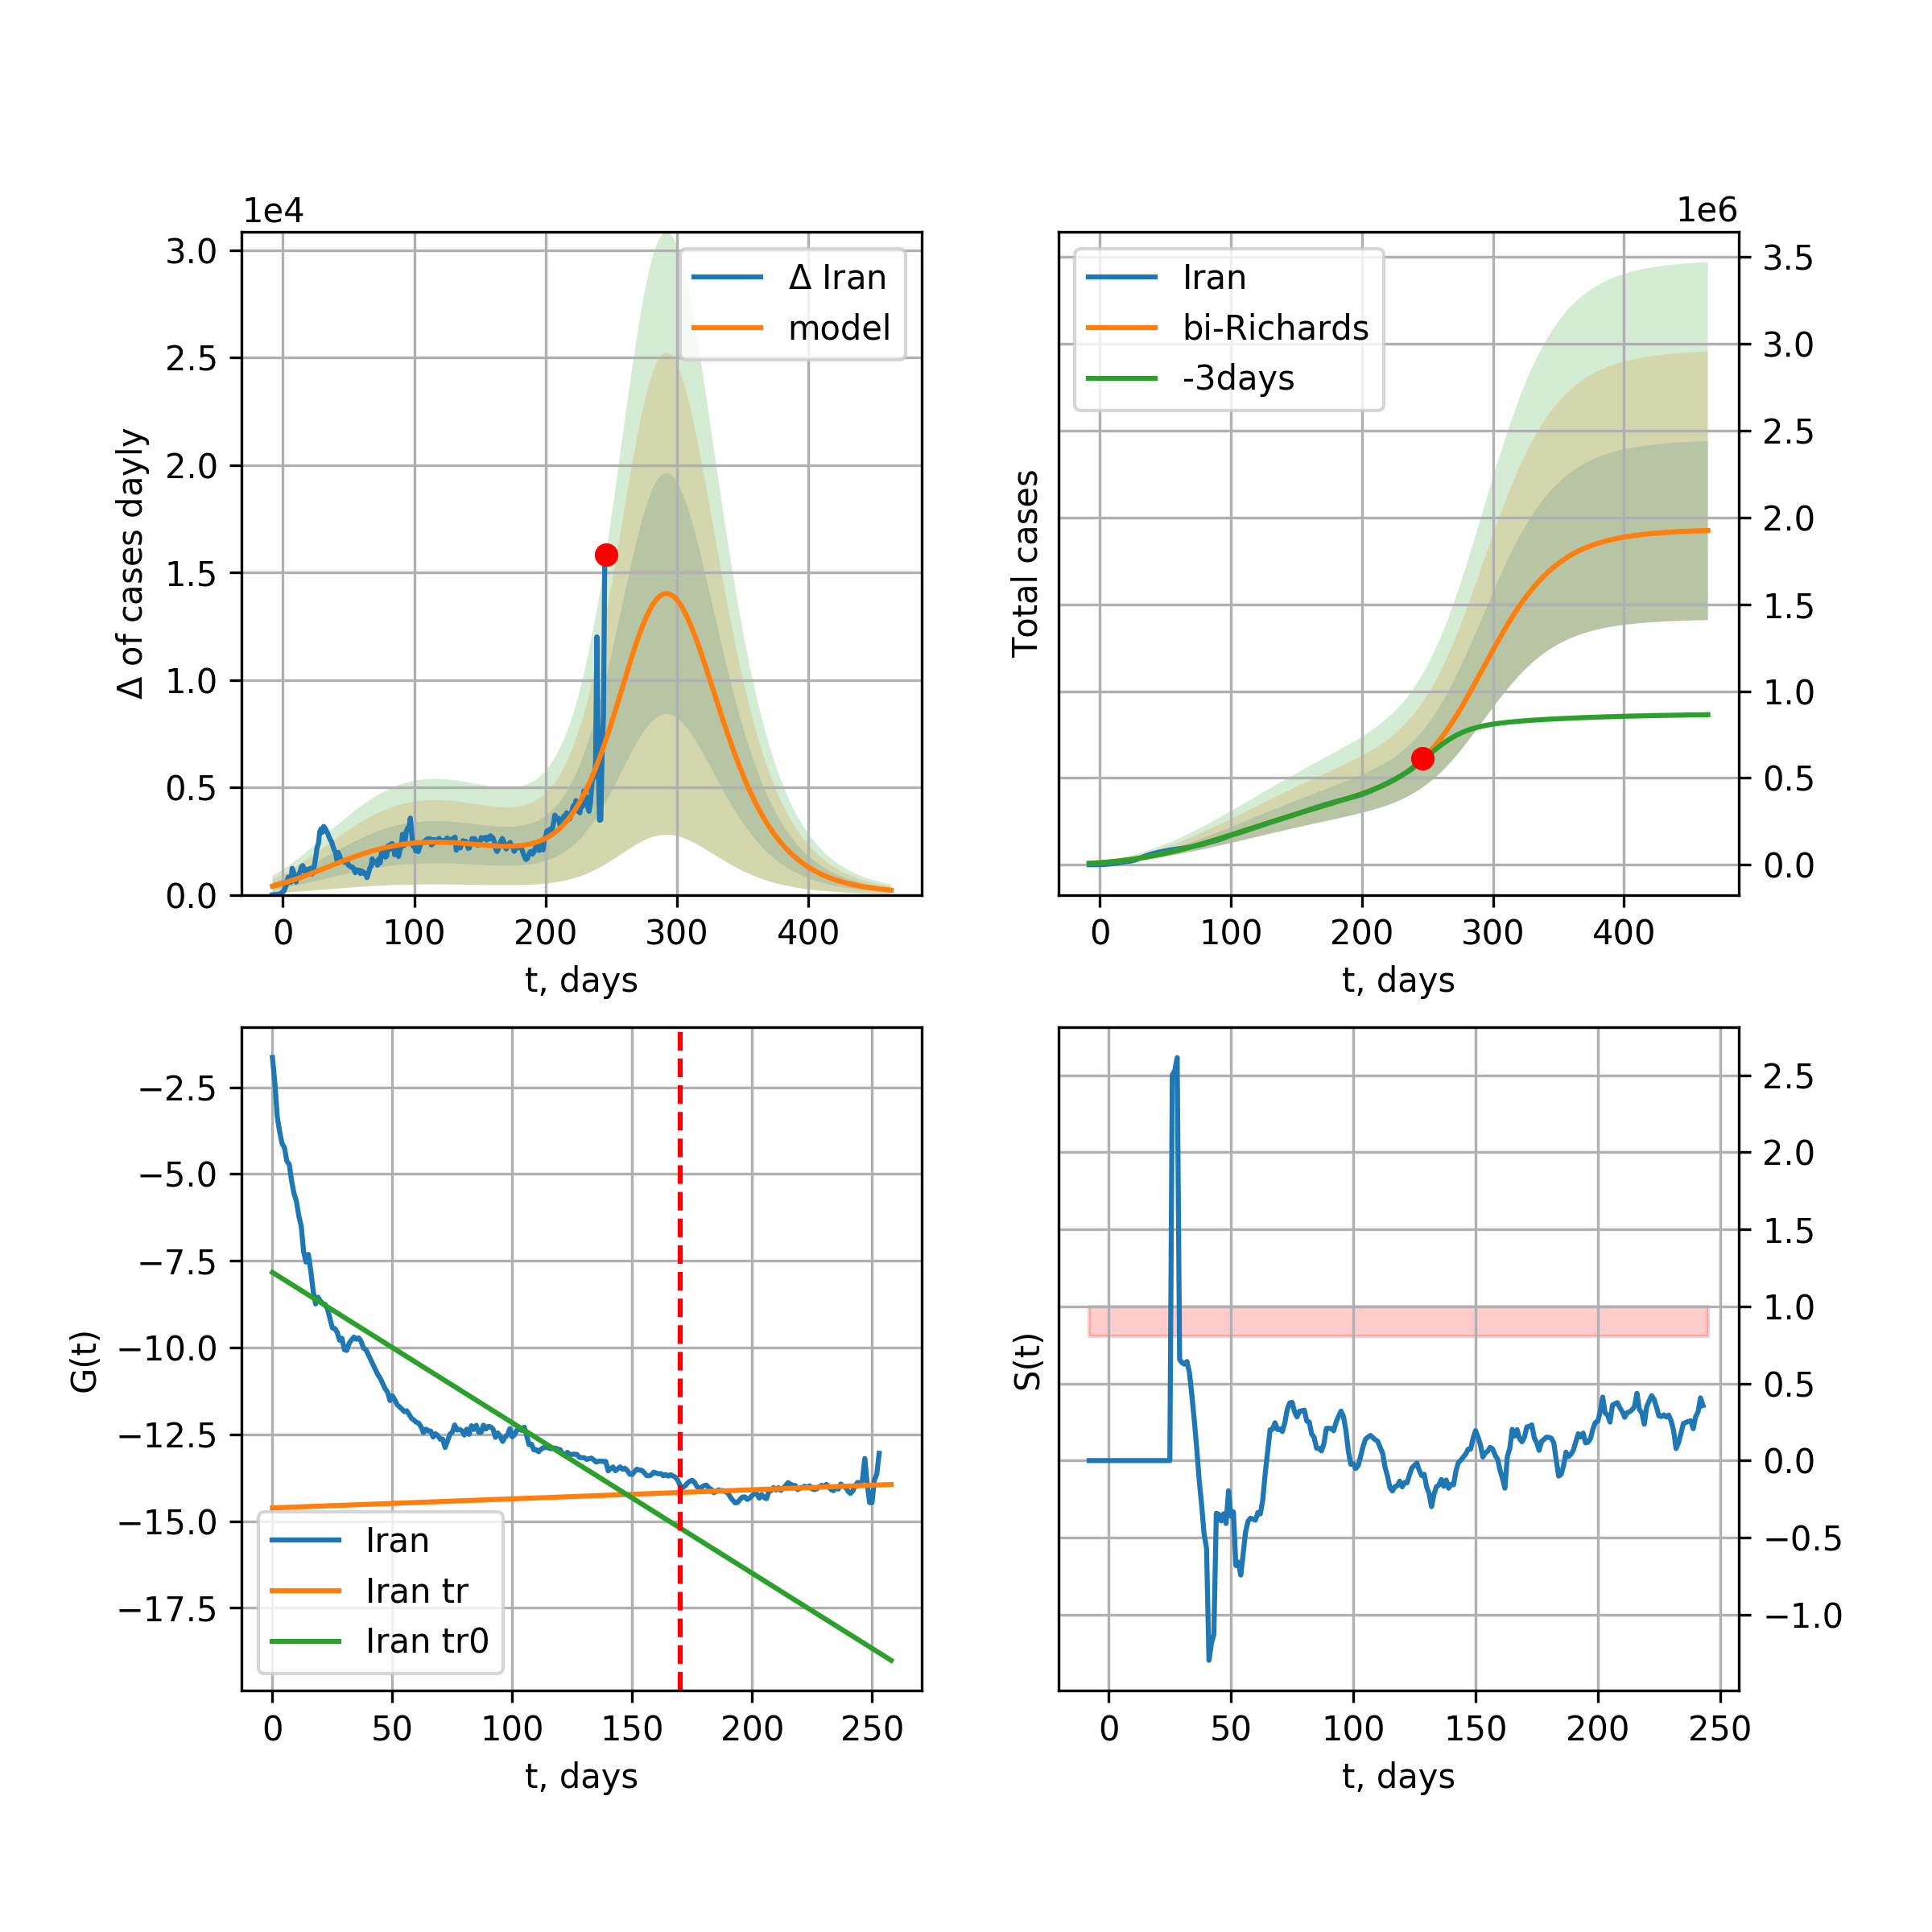 1e4
3.0
2.5
2.0
1.5
1.0
0.5
0.0
Δ of cases dayly
Δ Iran
model
0 100 200 300 400
t, days
1e6
3.5
3.0
2.5
2.0
1.5
1.0
0.5
0.0
Total cases
Iran
bi-Richards
-3days
0 100 200 300 400
t, days
−2.5
−5.0
−7.5
−10.0
−12.5
−15.0
−17.5
G(t)
Iran
Iran tr
Iran tr0
0 50 100 150 200 250
t, days
2.5
2.0
1.5
1.0
0.5
0.0
−0.5
−1.0
S(t)
0 50 100 150 200 250
t, days